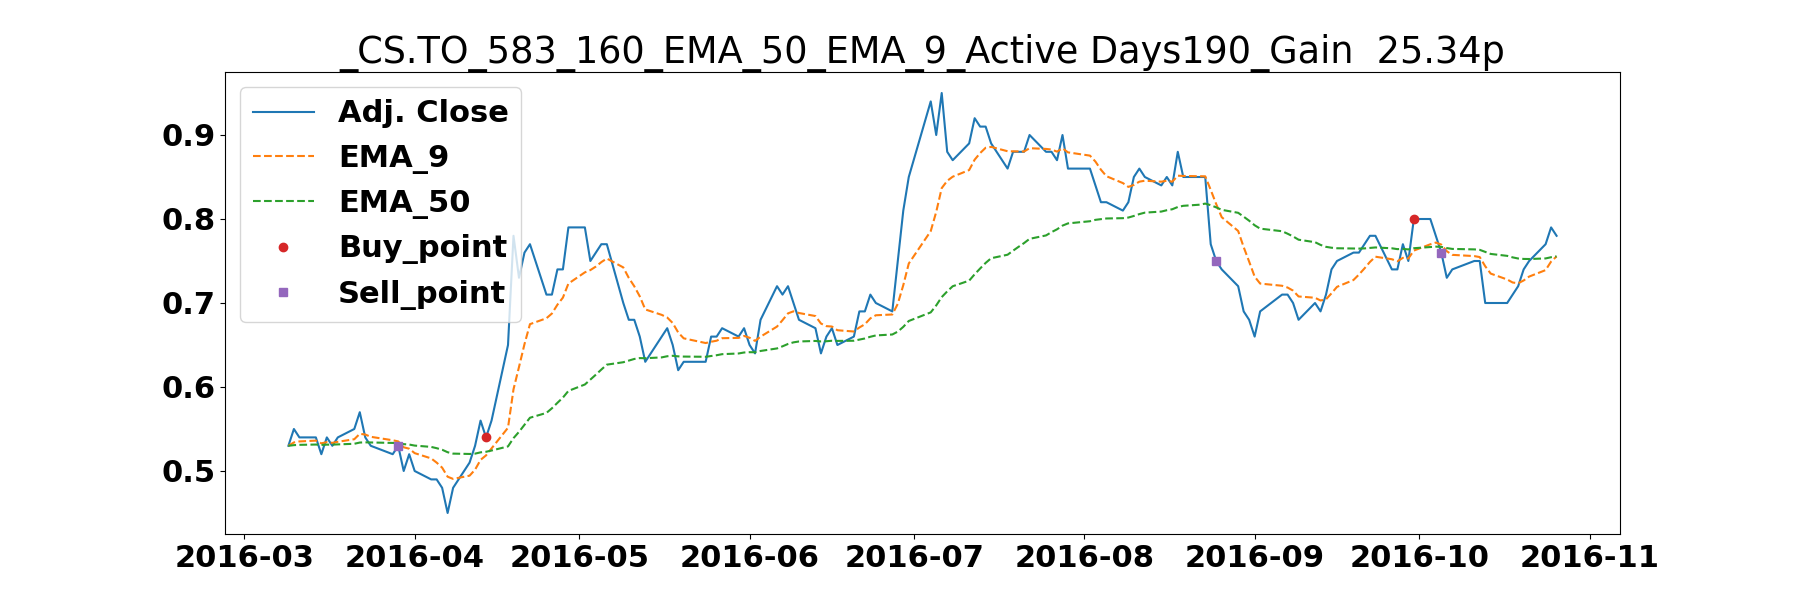 _CS.TO_583_160_EMA_50_EMA_9_Active Days190_Gain  25.34p
Adj. Close
EMA_9
EMA_50
Buy_point
Sell_point
0.9
0.8
0.7
0.6
0.5
2016-03 2016-04 2016-05 2016-06 2016-07 2016-08 2016-09 2016-10 2016-11